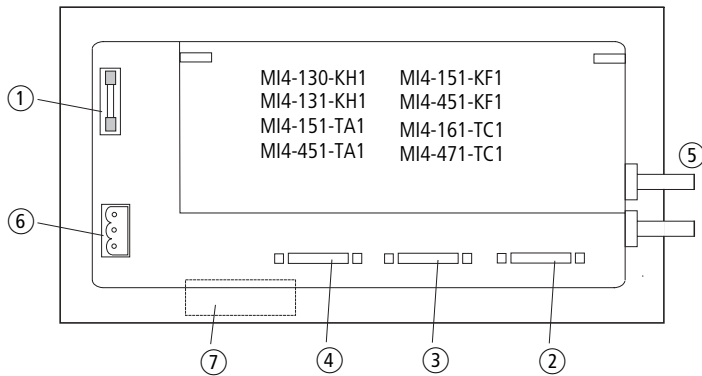 MI4-130-KH1 MI4-151-KF1
MI4-131-KH1 MI4-451-KF1
MI4-151-TA1 MI4-161-TC1
MI4-451-TA1 MI4-471-TC1
①
⑤
⑥
⑦ ④ ③ ②